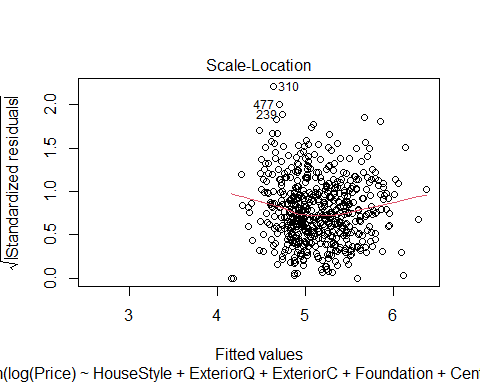 Scale-Location
√|Standardized residuals|
2.0
1.5
1.0
0.5
0.0
310
477
239
3 4 5 6
Fitted values
(log(Price) ~ HouseStyle + ExteriorQ + ExteriorC + Foundation +